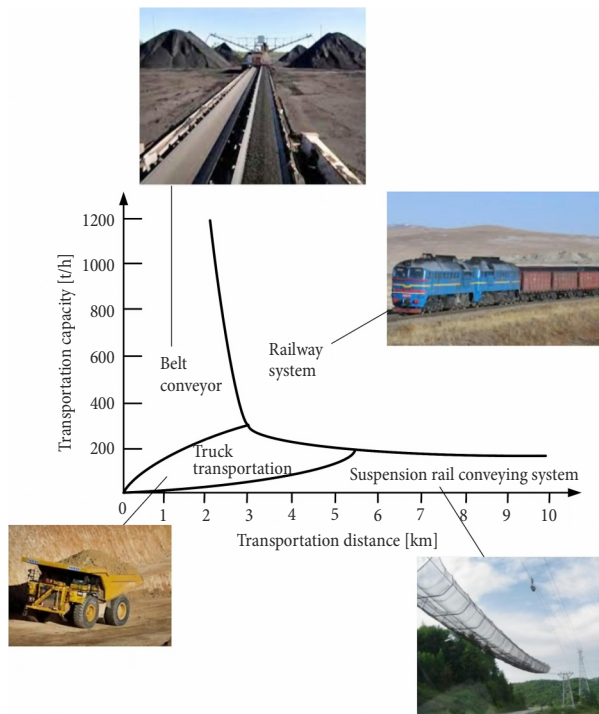 1200
1000
800
600
400
200
0
Transportation capacity [t/h]
Belt
conveyor
Railway
system
Truck
transportation
Suspension rail conveying system
1 2 3 4 5 6 7 8 9 10
Transportation distance [km]